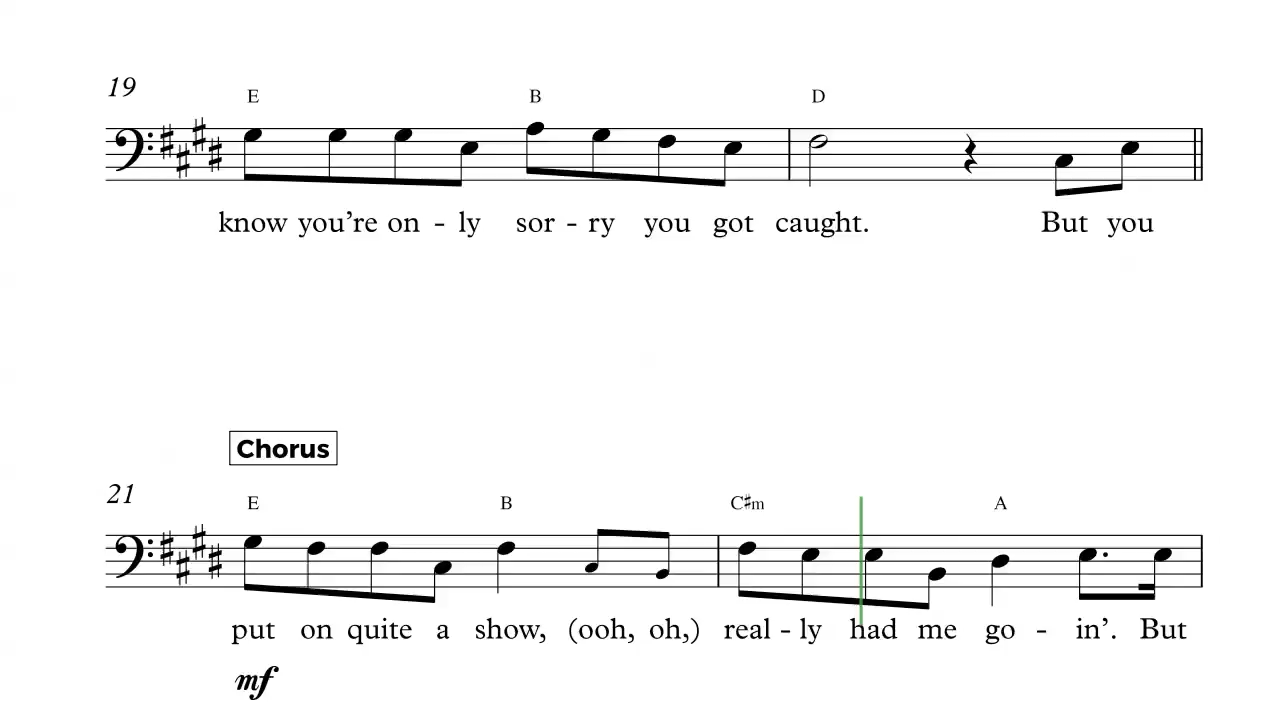 19
E B D
know you’re on - ly sor - ry you got caught. But you
Chorus
21
E B C♯m A
put on quite a show, (ooh, oh,) real - ly had me go - in’. But
mf